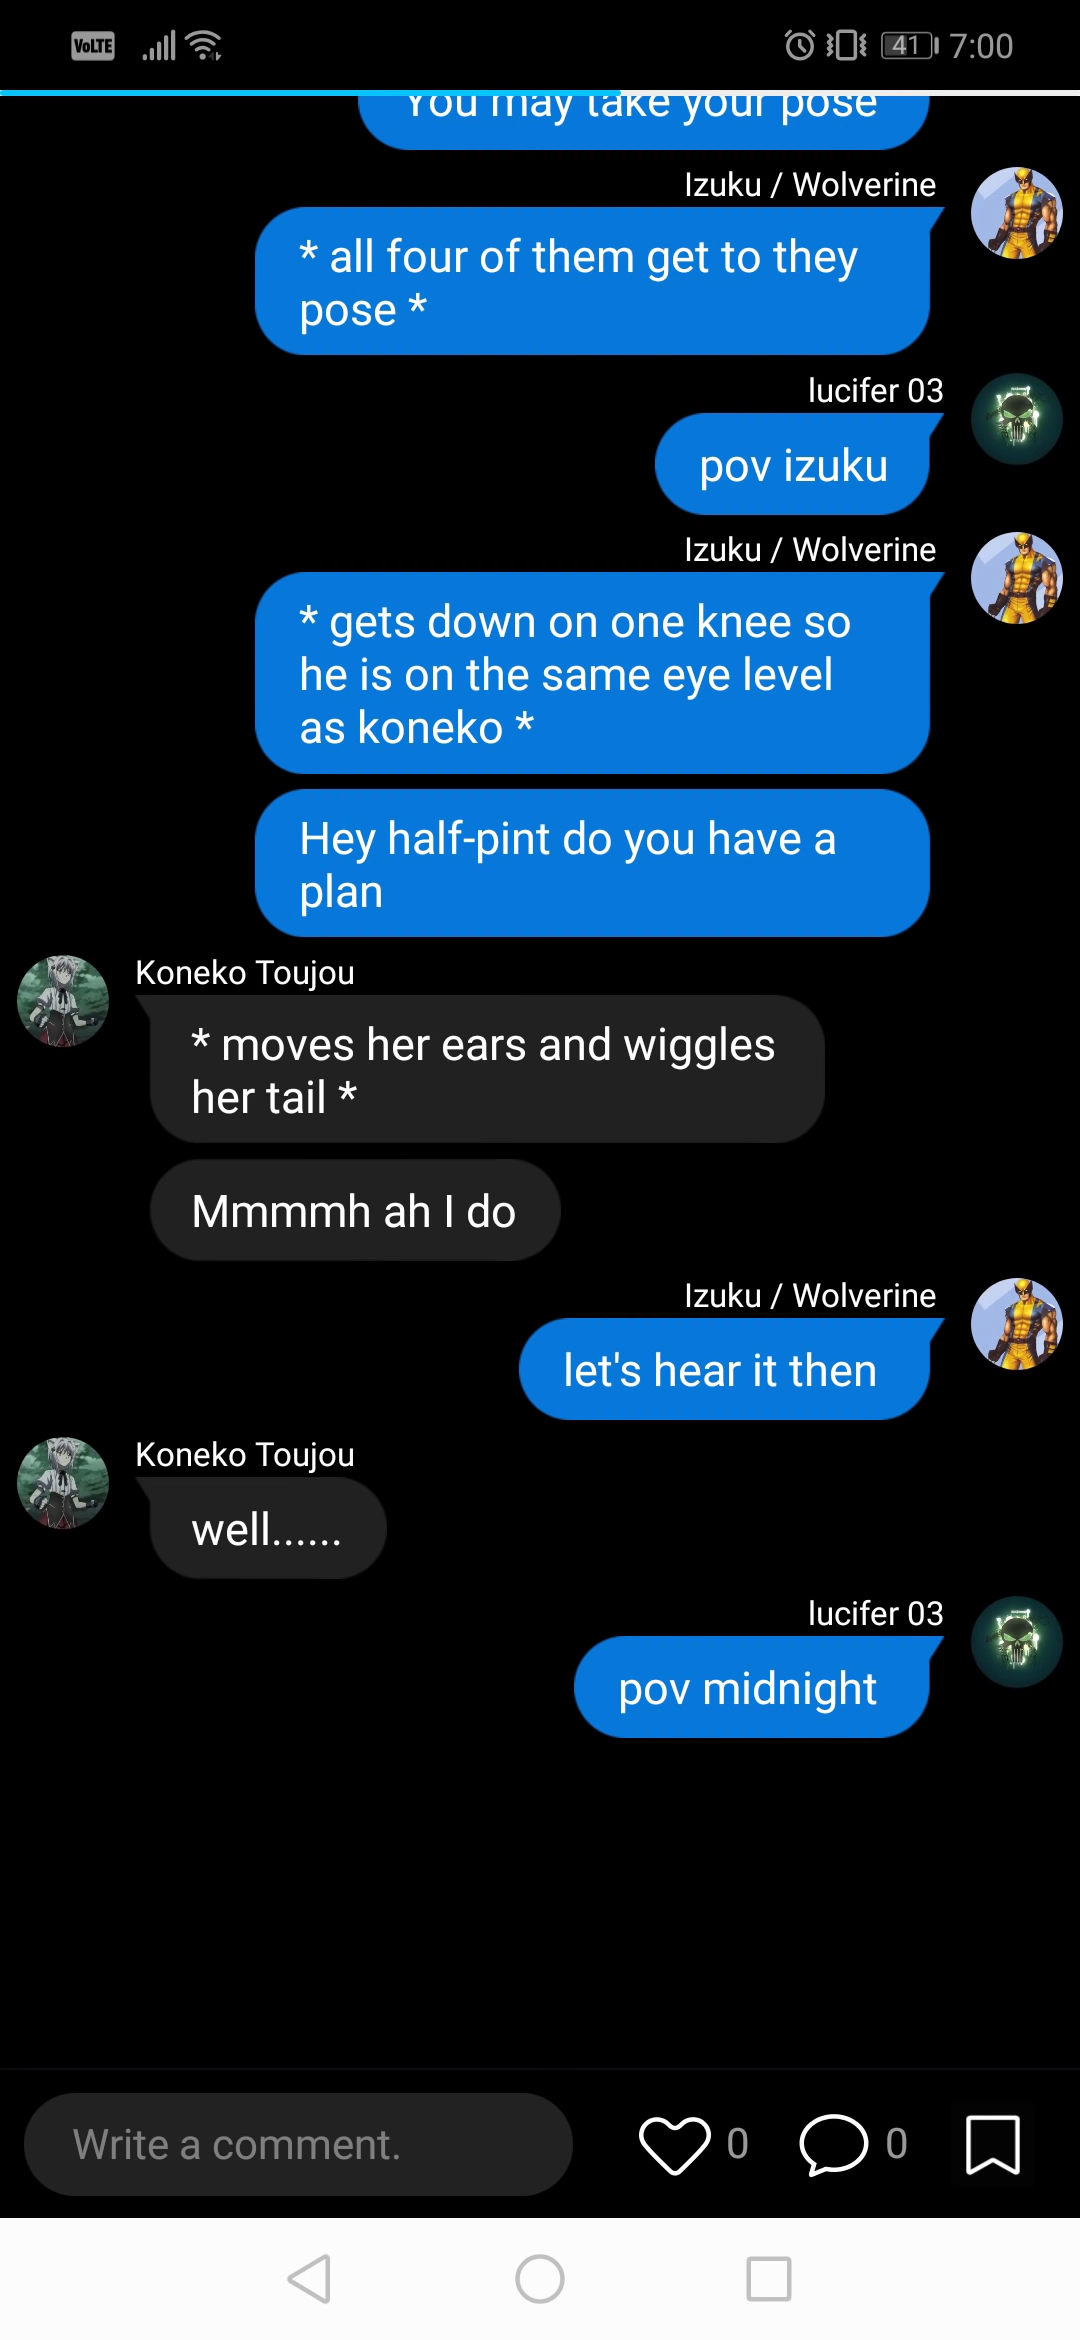 VoLTE
41 7:00
You may take your pose
Izuku / Wolverine
* all four of them get to they
pose *
lucifer 03
pov izuku
Izuku / Wolverine
* gets down on one knee so
he is on the same eye level
as koneko *
Hey half-pint do you have a
plan
Koneko Toujou
* moves her ears and wiggles
her tail *
Mmmmh ah I do
Izuku / Wolverine
let's hear it then
Koneko Toujou
well......
lucifer 03
pov midnight
Write a comment.
0
0